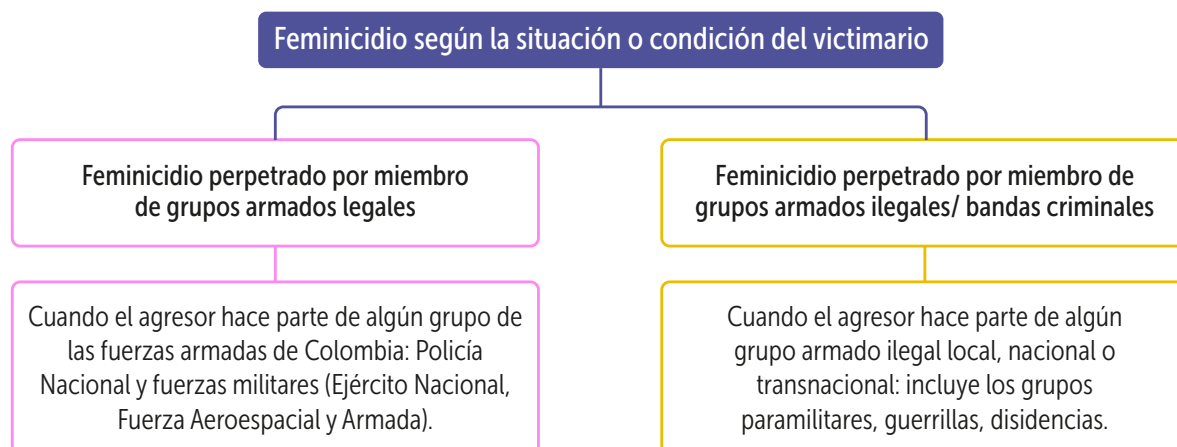 Feminicidio según la situación o condición del victimario
Feminicidio perpetrado por miembro
de grupos armados legales
Feminicidio perpetrado por miembro de
grupos armados ilegales/ bandas criminales
Cuando el agresor hace parte de algún grupo de
las fuerzas armadas de Colombia: Policía
Nacional y fuerzas militares (Ejército Nacional,
Fuerza Aeroespacial y Armada).
Cuando el agresor hace parte de algún
grupo armado ilegal local, nacional o
transnacional: incluye los grupos
paramilitares, guerrillas, disidencias.